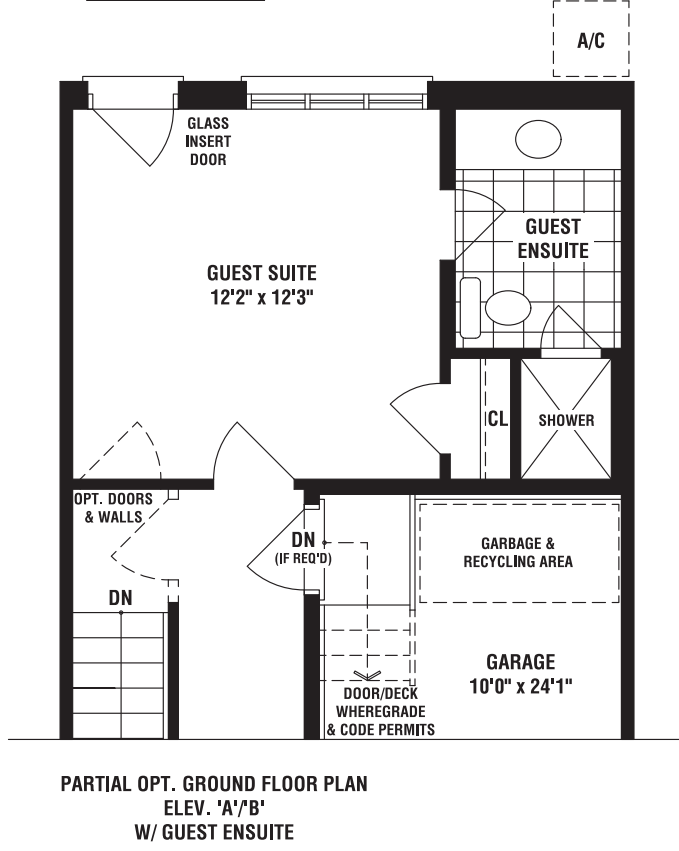 A/C
GLASS
INSERT
DOOR
GUEST
ENSUITE
GUEST SUITE
12'2" x 12'3"
CL
SHOWER
OPT. DOORS
& WALLS
DN
(IF REQ'D)
GARBAGE &
RECYCLING AREA
DN
GARAGE
10'0" x 24'1"
DOOR/DECK
WHEREGRADE
& CODE PERMITS
PARTIAL OPT. GROUND FLOOR PLAN
ELEV. 'A'/'B'
W/ GUEST ENSUITE